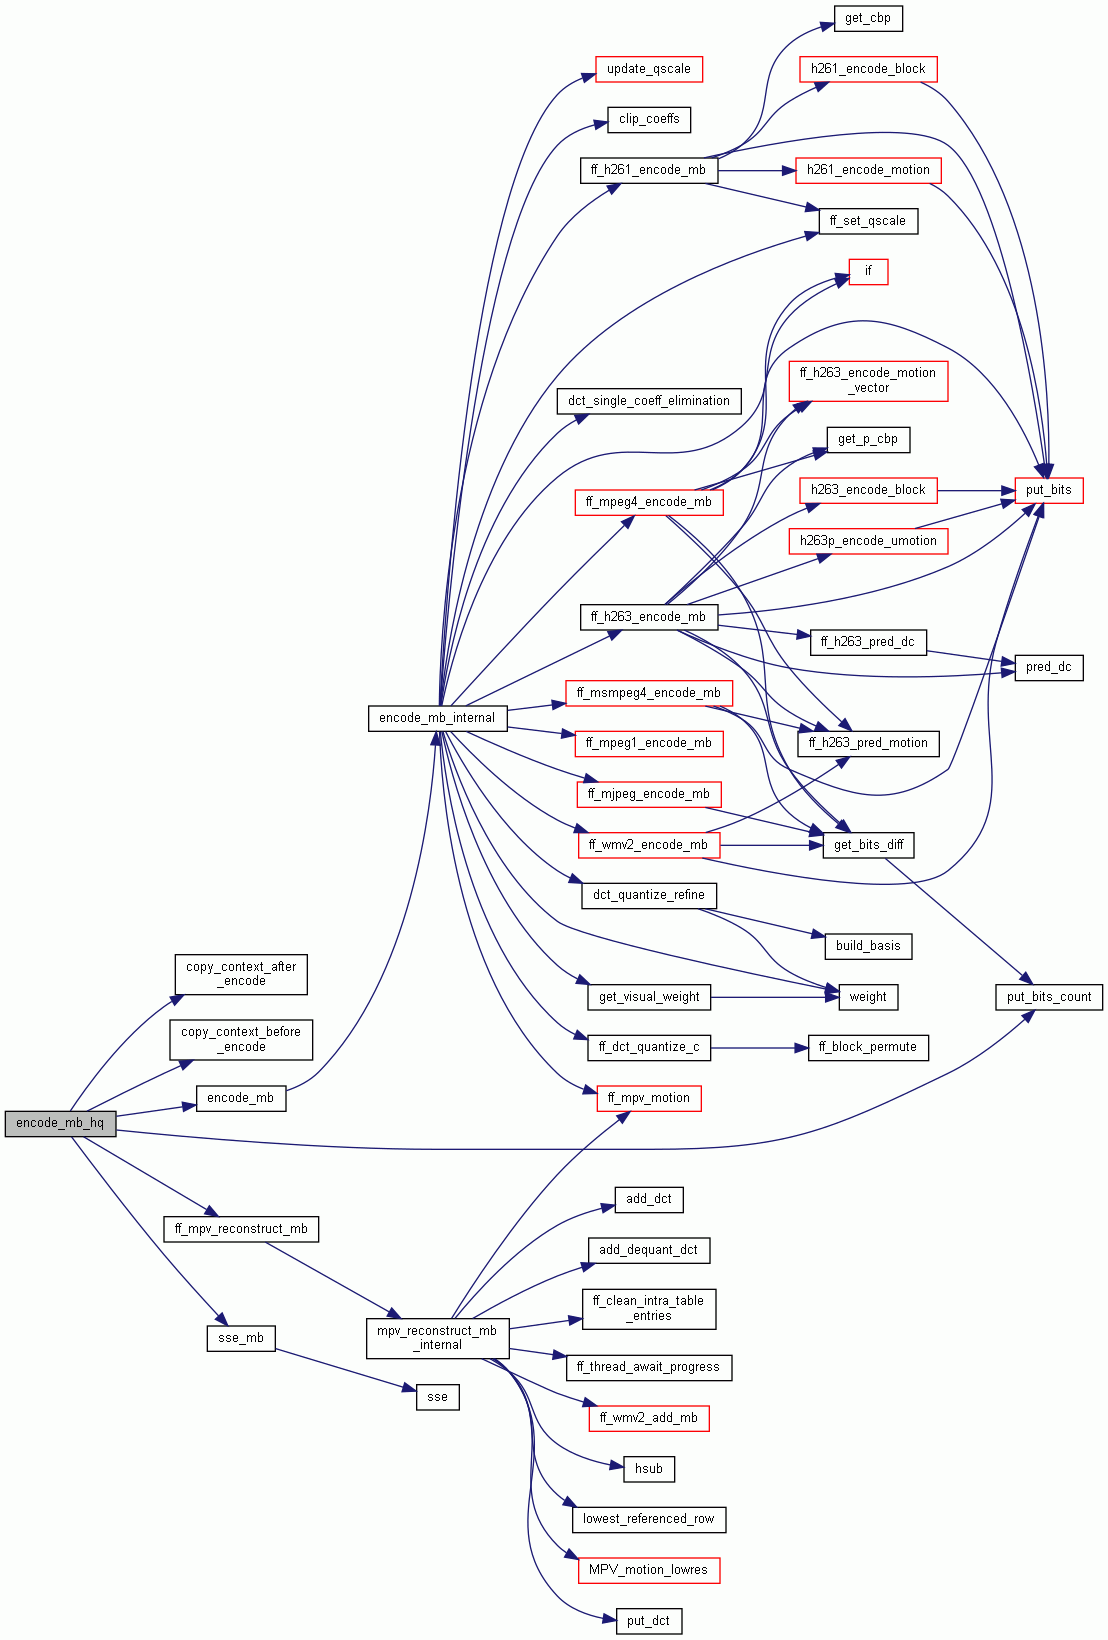 get_cbp
update_qscale
h261_encode_block
clip_coeffs
ff_h261_encode_mb
h261_encode_motion
ff_set_qscale
if
ff_h263_encode_motion
_vector
dct_single_coeff_elimination
get_p_cbp
ff_mpeg4_encode_mb
h263_encode_block
put_bits
h263p_encode_umotion
ff_h263_encode_mb
ff_h263_pred_dc
pred_dc
ff_msmpeg4_encode_mb
encode_mb_internal
ff_mpeg1_encode_mb
ff_h263_pred_motion
ff_mjpeg_encode_mb
ff_wmv2_encode_mb
get_bits_diff
dct_quantize_refine
build_basis
copy_context_after
_encode
get_visual_weight
weight
put_bits_count
copy_context_before
_encode
ff_dct_quantize_c
ff_block_permute
encode_mb
ff_mpv_motion
encode_mb_hq
add_dct
ff_mpv_reconstruct_mb
add_dequant_dct
ff_clean_intra_table
_entries
sse_mb
mpv_reconstruct_mb
_internal
ff_thread_await_progress
sse
ff_wmv2_add_mb
hsub
lowest_referenced_row
MPV_motion_lowres
put_dct